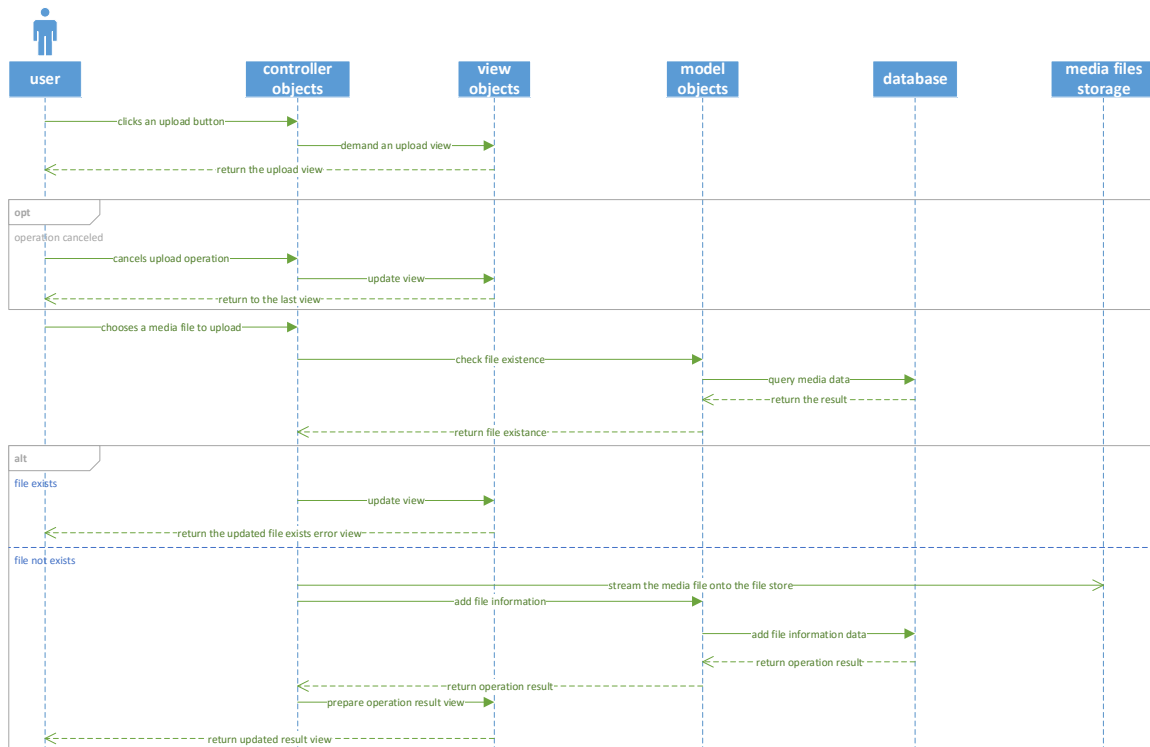 user
controller
objects
view
objects
model
objects
database
media files
storage
clicks an upload button
demand an upload view
return the upload view
opt
operation canceled
cancels upload operation
update view
return to the last view
chooses a media file to upload
check file existence
query media data
return the result
return file existance
alt
file exists
update view
return the updated file exists error view
file not exists
stream the media file onto the file store
add file information
add file information data
return operation result
return operation result
prepare operation result view
return updated result view